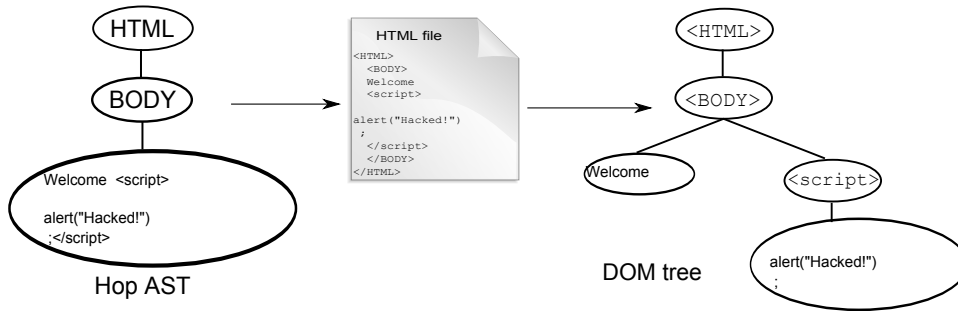 HTML
BODY
Welcome <script>
alert("Hacked!")
;</script>
Hop AST
HTML file
<HTML>
<BODY>
Welcome
<script>
alert("Hacked!")
;
</script>
</BODY>
</HTML>
<HTML>
<BODY>
Welcome
<script>
alert("Hacked!")
;
DOM tree